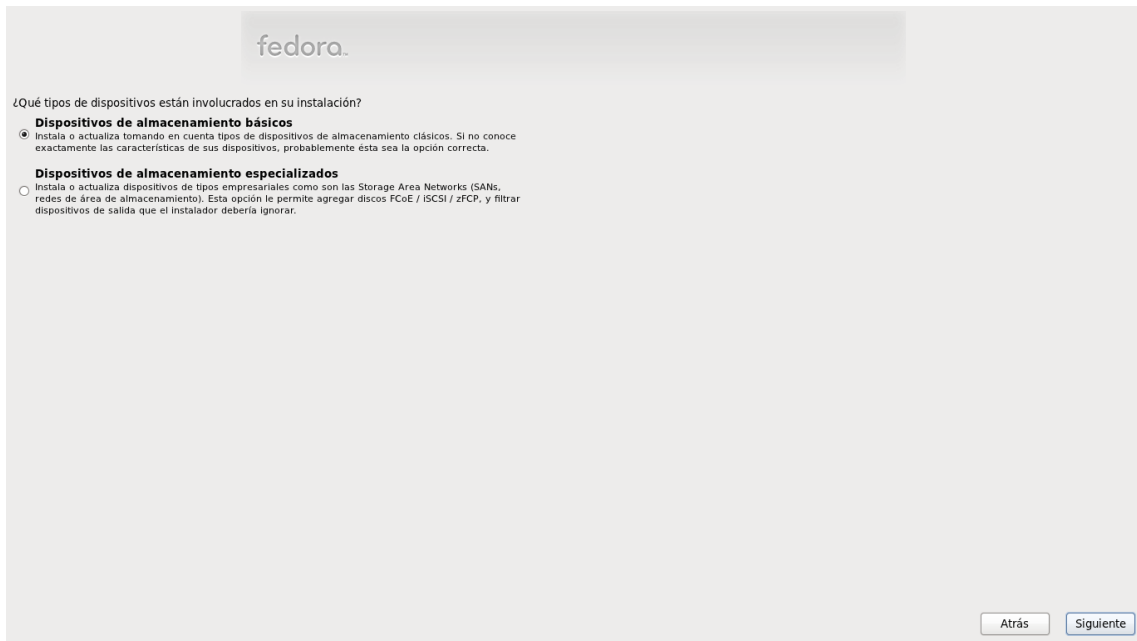 fedora™
¿Qué tipos de dispositivos están involucrados en su instalación?
Dispositivos de almacenamiento básicos
Instala o actualiza tomando en cuenta tipos de dispositivos de almacenamiento clásicos. Si no conoce
exactamente las características de sus dispositivos, probablemente ésta sea la opción correcta.
Dispositivos de almacenamiento especializados
Instala o actualiza dispositivos de tipos empresariales como son las Storage Area Networks (SANs,
redes de área de almacenamiento). Esta opción le permite agregar discos FCoE / iSCSI / zFCP, y filtrar
dispositivos de salida que el instalador debería ignorar.
Atrás
Siguiente